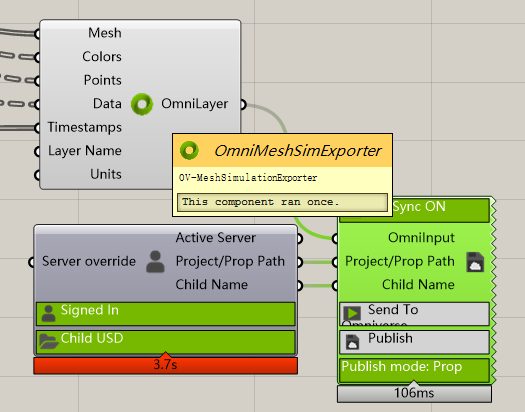 Mesh
Colors
Points
Data
OmniLayer
Timestamps
Layer Name
Units
OmniMeshSimExporter
OV-MeshSimulationExporter
This component ran once.
Sync ON
Active Server
OmniInput
Server override
Project/Prop Path
Project/Prop Path
Child Name
Child Name
Signed In
Send To
Omniverse
Child USD
Publish
3.7s
Publish mode: Prop
106ms